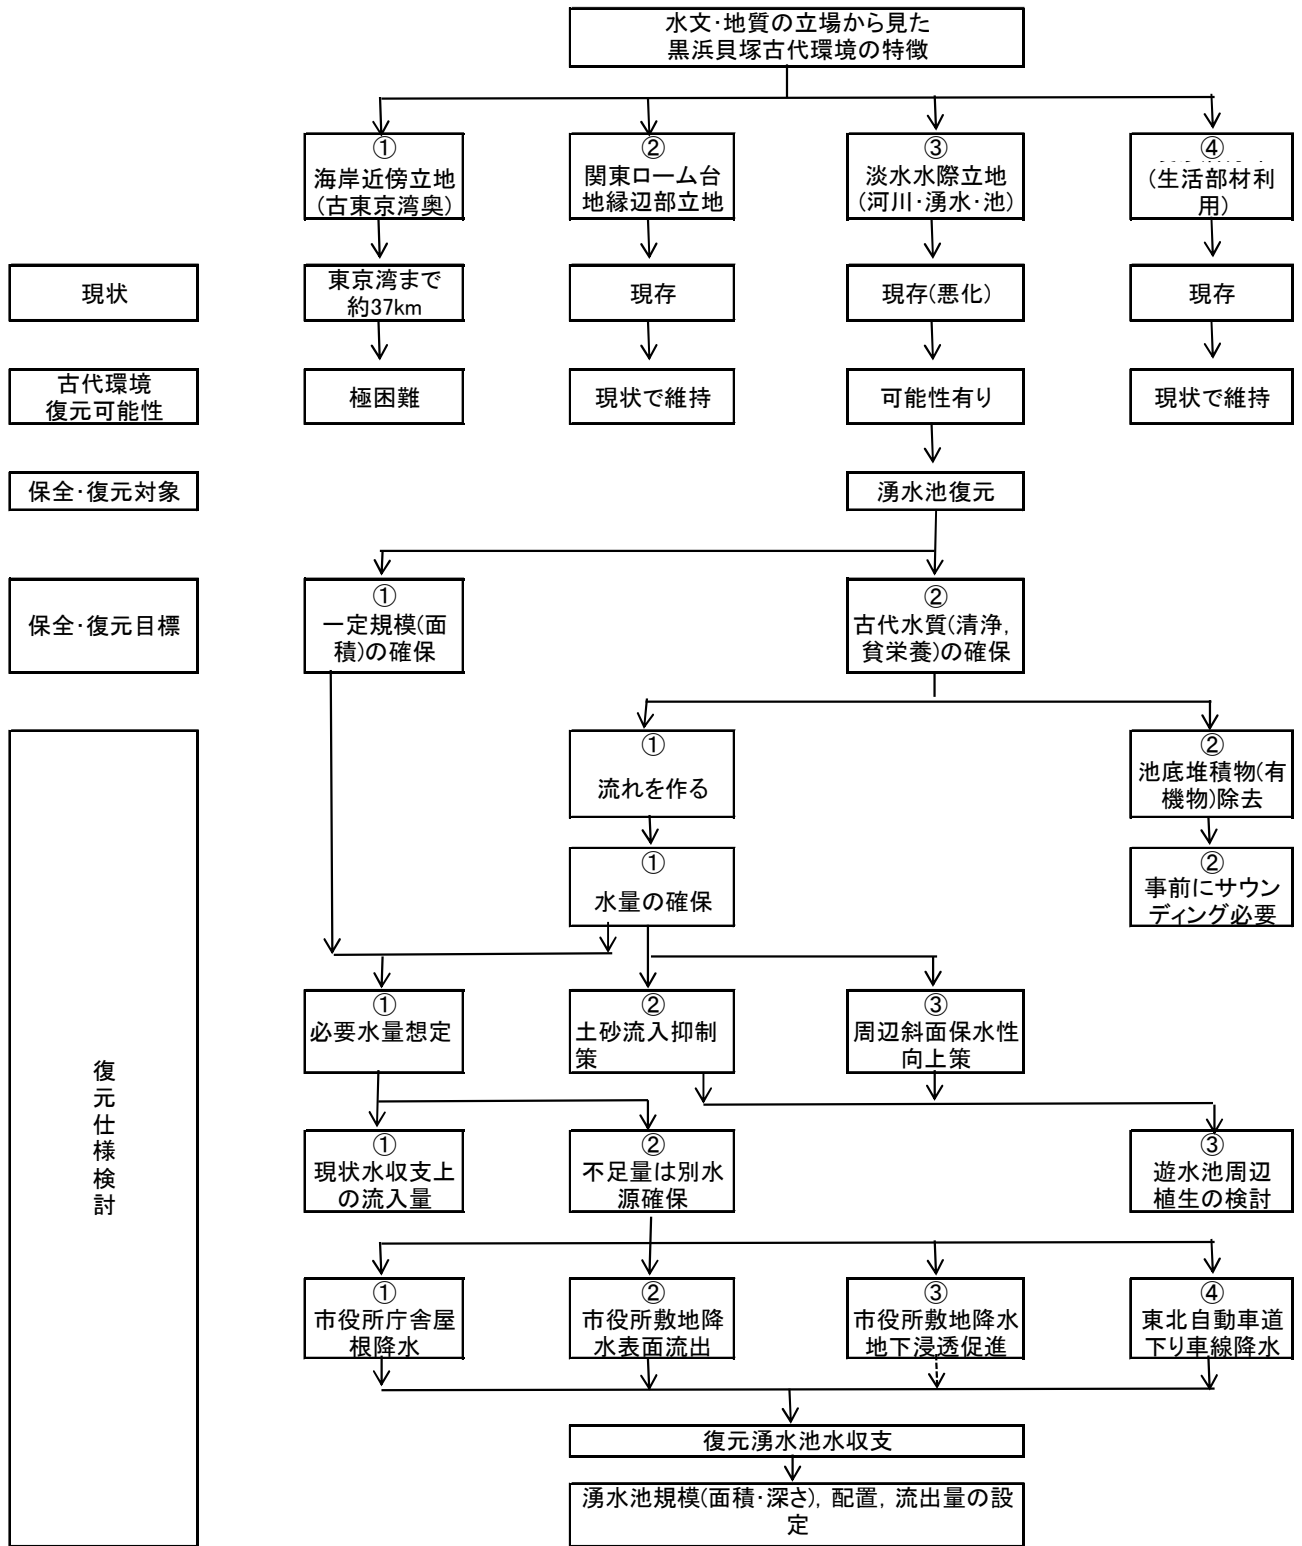 水文・地質の立場から見た
黒浜貝塚古代環境の特徴
①
海岸近傍立地
(古東京湾奥)
②
関東ローム台
地縁辺部立地
③
淡水水際立地
(河川・湧水・池)
④
(生活部材利
用)
現状
東京湾まで
約37km
現存
現存(悪化)
現存
古代環境
復元可能性
極困難
現状で維持
可能性有り
現状で維持
保全・復元対象
湧水池復元
保全・復元目標
①
一定規模(面
積)の確保
②
古代水質(清浄,
貧栄養)の確保
復元仕様検討
①
流れを作る
②
池底堆積物(有
機物)除去
①
水量の確保
②
事前にサウン
ディング必要
①
必要水量想定
②
土砂流入抑制
策
③
周辺斜面保水性
向上策
①
現状水収支上
の流入量
②
不足量は別水
源確保
③
遊水池周辺
植生の検討
①
市役所庁舎屋
根降水
②
市役所敷地降
水表面流出
③
市役所敷地降水
地下浸透促進
④
東北自動車道
下り車線降水
復元湧水池水収支
湧水池規模(面積・深さ), 配置, 流出量の設
定